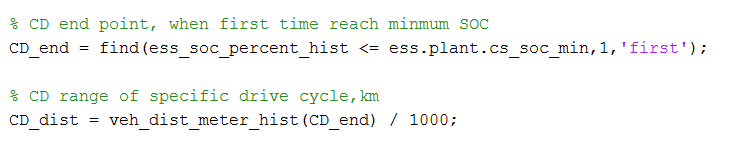 % CD end point, when first time reach minmum SOC
CD_end = find(ess_soc_percent_hist <= ess.plant.cs_soc_min,1,'first');
% CD range of specific drive cycle,km
CD_dist = veh_dist_meter_hist(CD_end) / 1000;